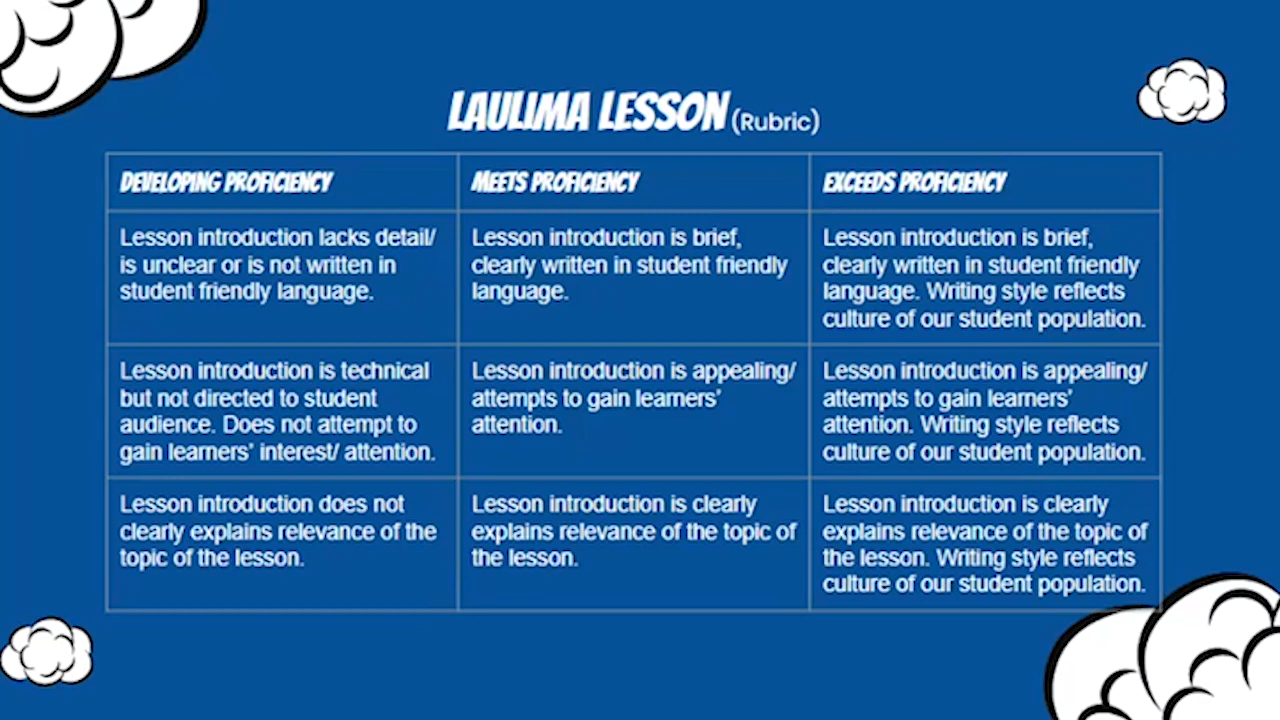 LAULIMA LESSON (Rubric)
DEVELOPING PROFICIENCY
MEETS PROFICIENCY
EXCEEDS PROFICIENCY
Lesson introduction lacks detail/
is unclear or is not written in
student friendly language.
Lesson introduction is brief,
clearly written in student friendly
language.
Lesson introduction is brief,
clearly written in student friendly
language. Writing style reflects
culture of our student population.
Lesson introduction is technical
but not directed to student
audience. Does not attempt to
gain learners' interest/ attention.
Lesson introduction is appealing/
attempts to gain learners'
attention.
Lesson introduction is appealing/
attempts to gain learners'
attention. Writing style reflects
culture of our student population.
Lesson introduction does not
clearly explains relevance of the
topic of the lesson.
Lesson introduction is clearly
explains relevance of the topic of
the lesson.
Lesson introduction is clearly
explains relevance of the topic of
the lesson. Writing style reflects
culture of our student population.